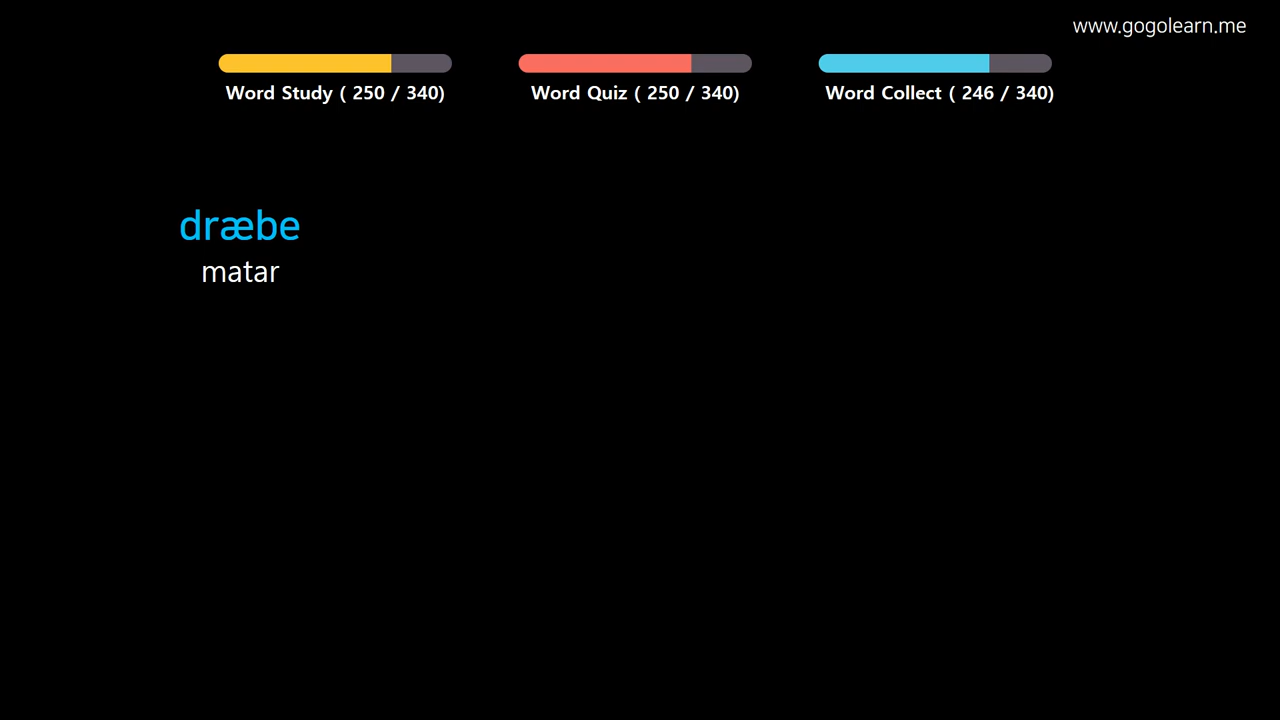 www.gogolearn.me
Word Study ( 250 / 340)
Word Quiz ( 250 / 340)
Word Collect ( 246 / 340)
dræbe
matar